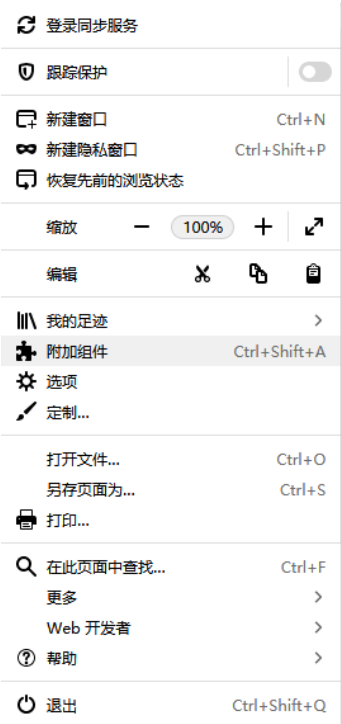 登录同步服务
跟踪保护
新建窗口 Ctrl+N
新建隐私窗口 Ctrl+Shift+P
恢复先前的浏览状态
缩放 100%
编辑
我的足迹
附加组件 Ctrl+Shift+A
选项
定制...
打开文件... Ctrl+O
另存页面为... Ctrl+S
打印...
在此页面中查找... Ctrl+F
更多
Web 开发者
帮助
退出 Ctrl+Shift+Q